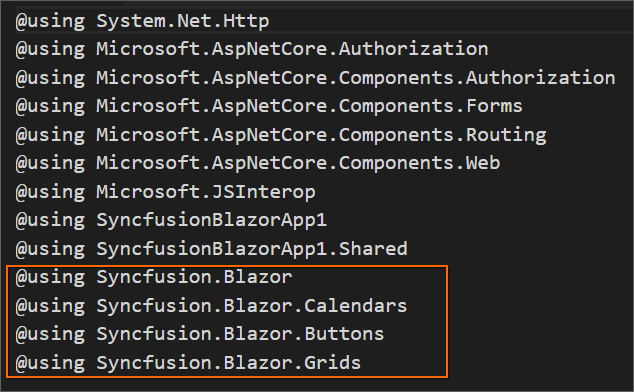 @using System.Net.Http
@using Microsoft.AspNetCore.Authorization
@using Microsoft.AspNetCore.Components.Authorization
@using Microsoft.AspNetCore.Components.Forms
@using Microsoft.AspNetCore.Components.Routing
@using Microsoft.AspNetCore.Components.Web
@using Microsoft.JSInterop
@using SyncfusionBlazorApp1
@using SyncfusionBlazorApp1.Shared
@using Syncfusion.Blazor
@using Syncfusion.Blazor.Calendars
@using Syncfusion.Blazor.Buttons
@using Syncfusion.Blazor.Grids